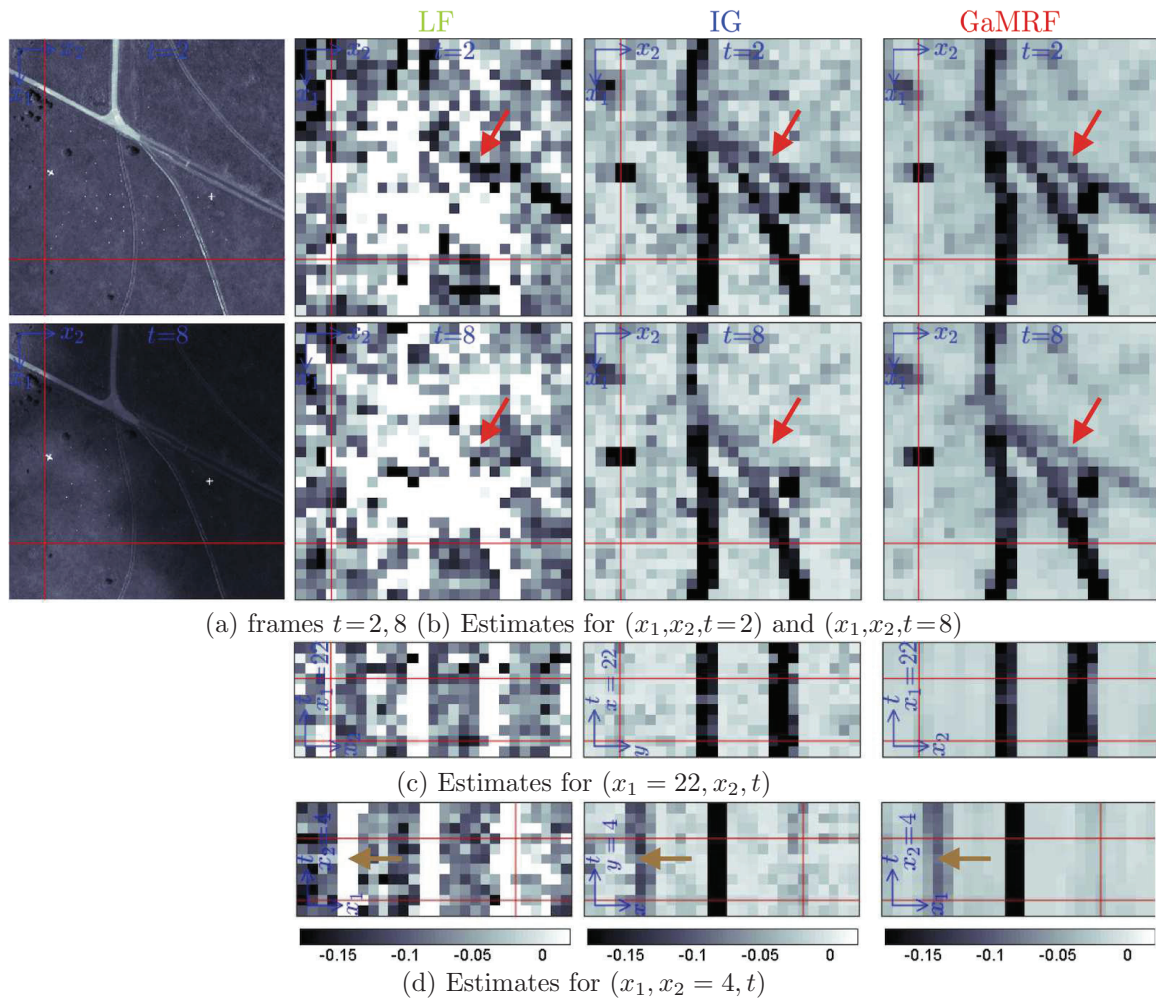 LF IG GaMRF
x₂ t=2 x₂ t=2 x₂ t=2 x₂ t=2
x₁ x₁ x₁ x₁
x₂ t=8 x₂ t=8 x₂ t=8 x₂ t=8
x₁ x₁ x₁ x₁
(a) frames t=2, 8 (b) Estimates for (x₁,x₂,t=2) and (x₁,x₂,t=8)
t x₁=22 x₂ t x=22 y t x₁=22 x₂
(c) Estimates for (x₁ = 22, x₂, t)
t x₂=4 x₁ t y=4 x t x₂=4 x₁
-0.15 -0.1 -0.05 0 -0.15 -0.1 -0.05 0 -0.15 -0.1 -0.05 0
(d) Estimates for (x₁, x₂ = 4, t)